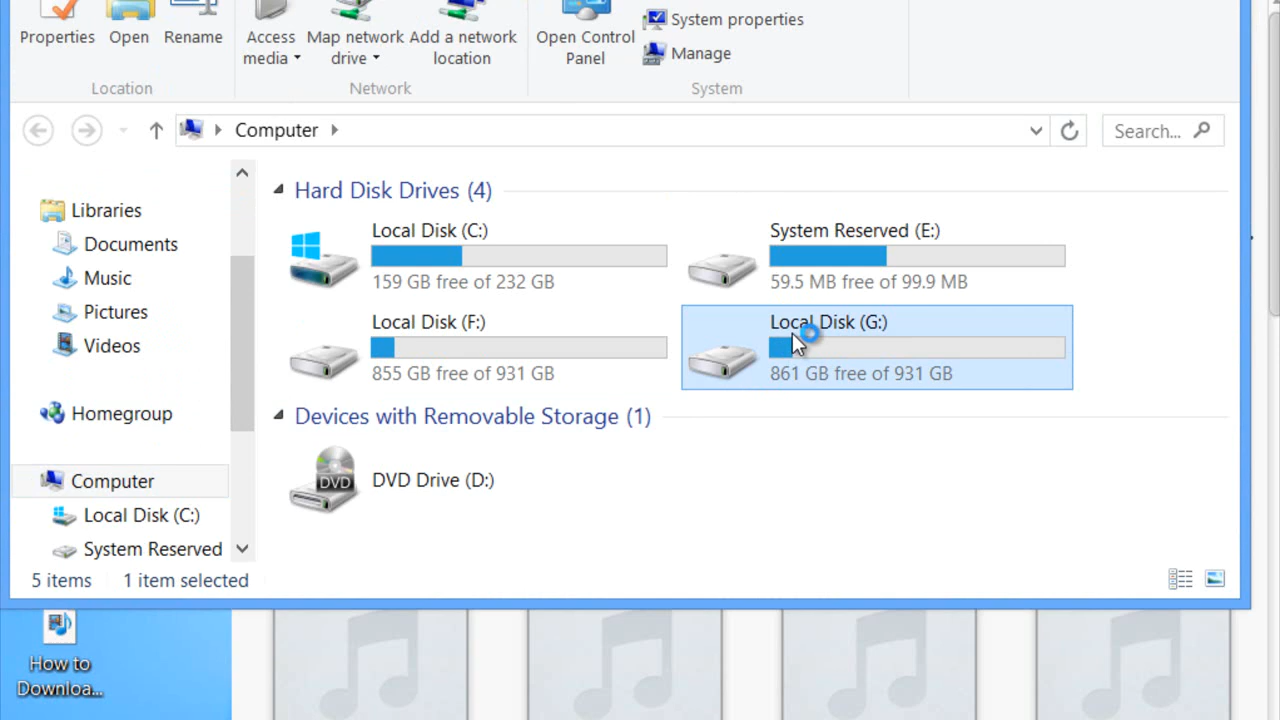 System properties
Properties Open Rename Access media Map network drive Add a network location Open Control Panel Manage
Location Network System
Computer Search...
Hard Disk Drives (4)
Libraries
Documents
Music
Pictures
Videos
Homegroup
Computer
Local Disk (C:)
System Reserved
Local Disk (C:)
159 GB free of 232 GB
System Reserved (E:)
59.5 MB free of 99.9 MB
Local Disk (F:)
855 GB free of 931 GB
Local Disk (G:)
861 GB free of 931 GB
Devices with Removable Storage (1)
DVD
DVD Drive (D:)
5 items 1 item selected
How to
Downloa...